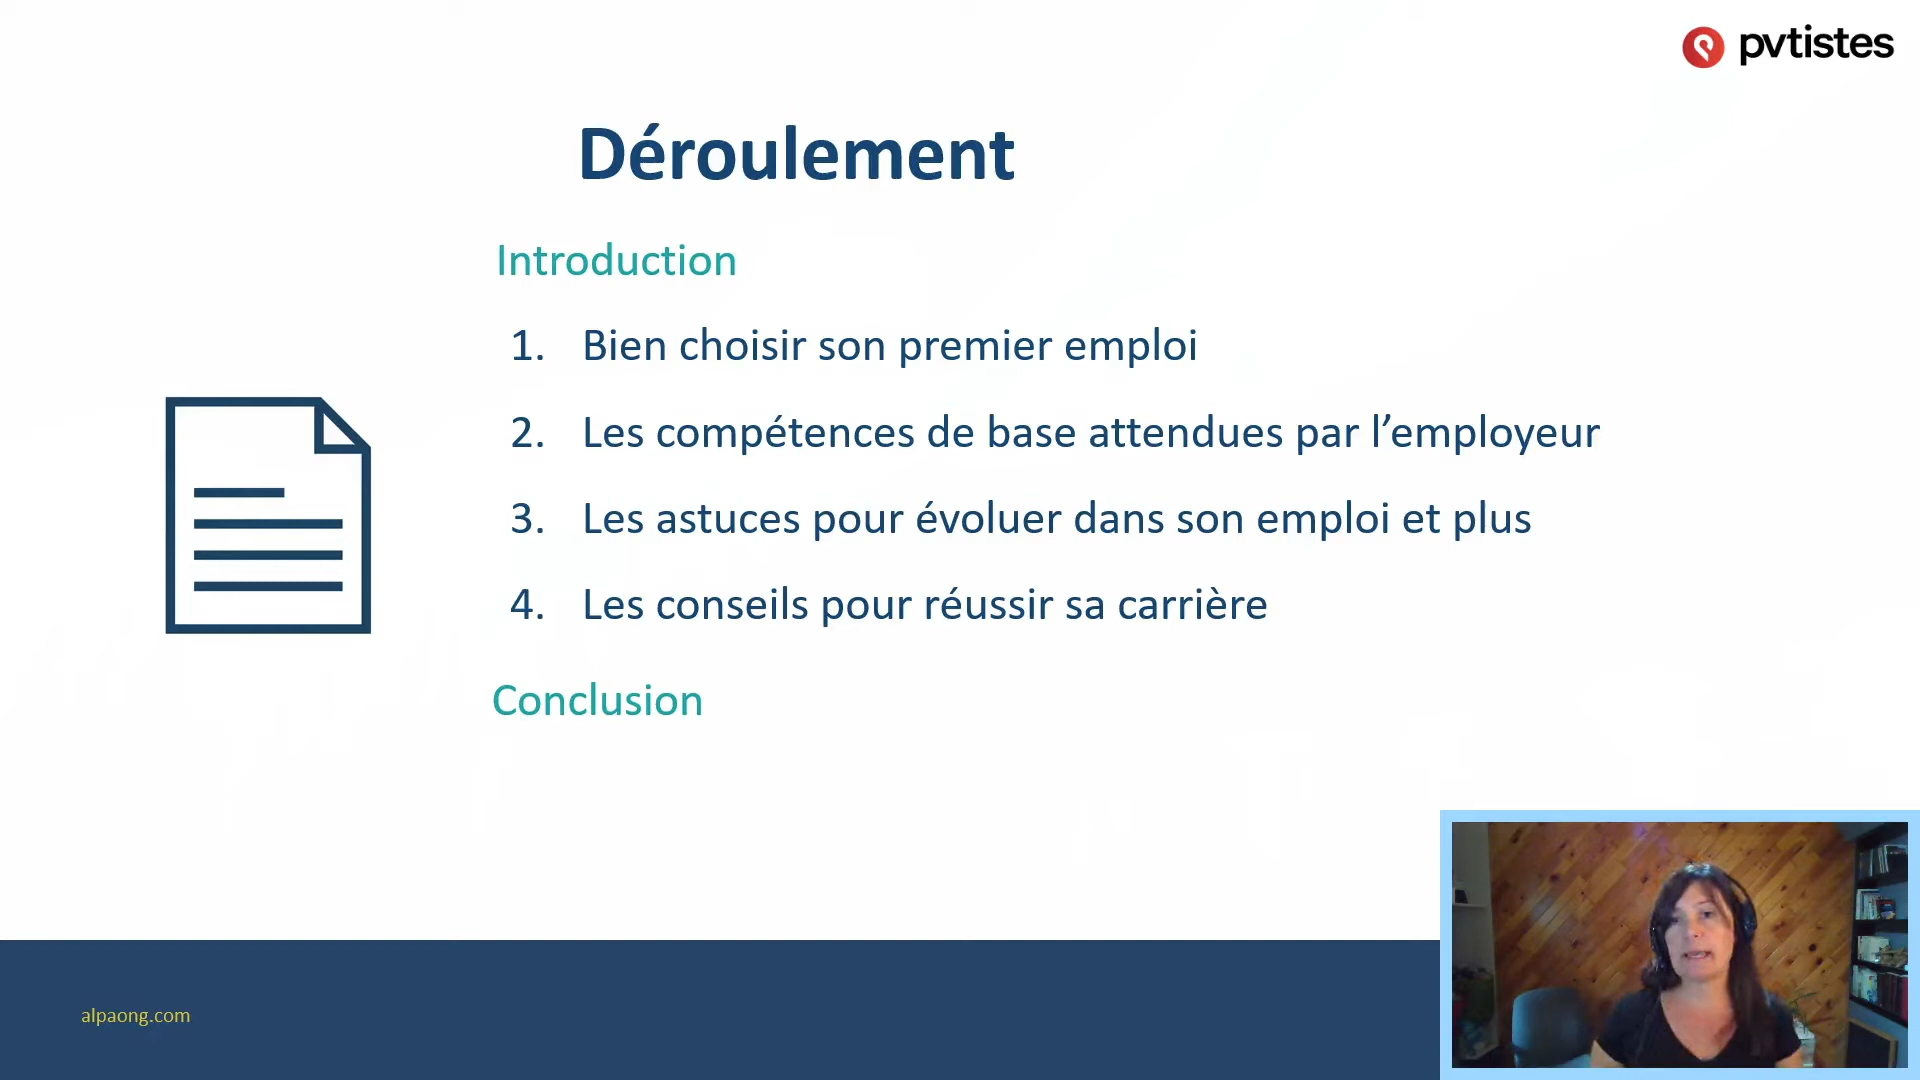 pvtistes
Déroulement
Introduction
1. Bien choisir son premier emploi
2. Les compétences de base attendues par l’employeur
3. Les astuces pour évoluer dans son emploi et plus
4. Les conseils pour réussir sa carrière
Conclusion
alpaong.com